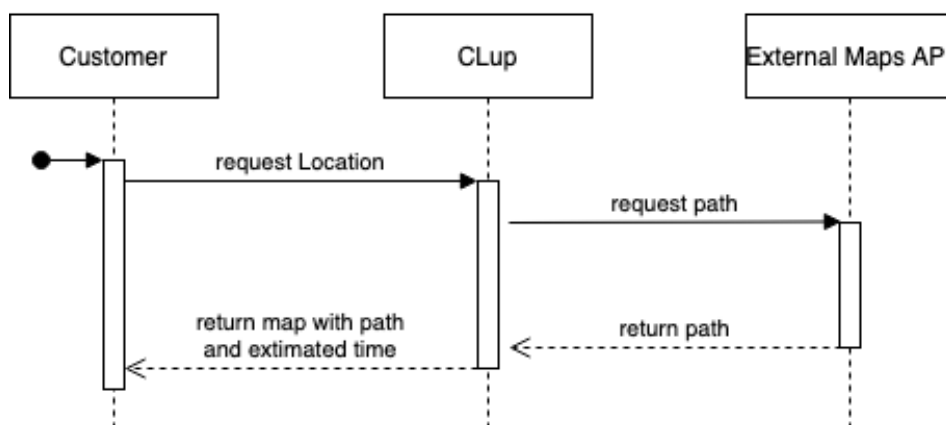 Customer
CLup
External Maps AP
request Location
request path
return map with path
and extimated time
return path